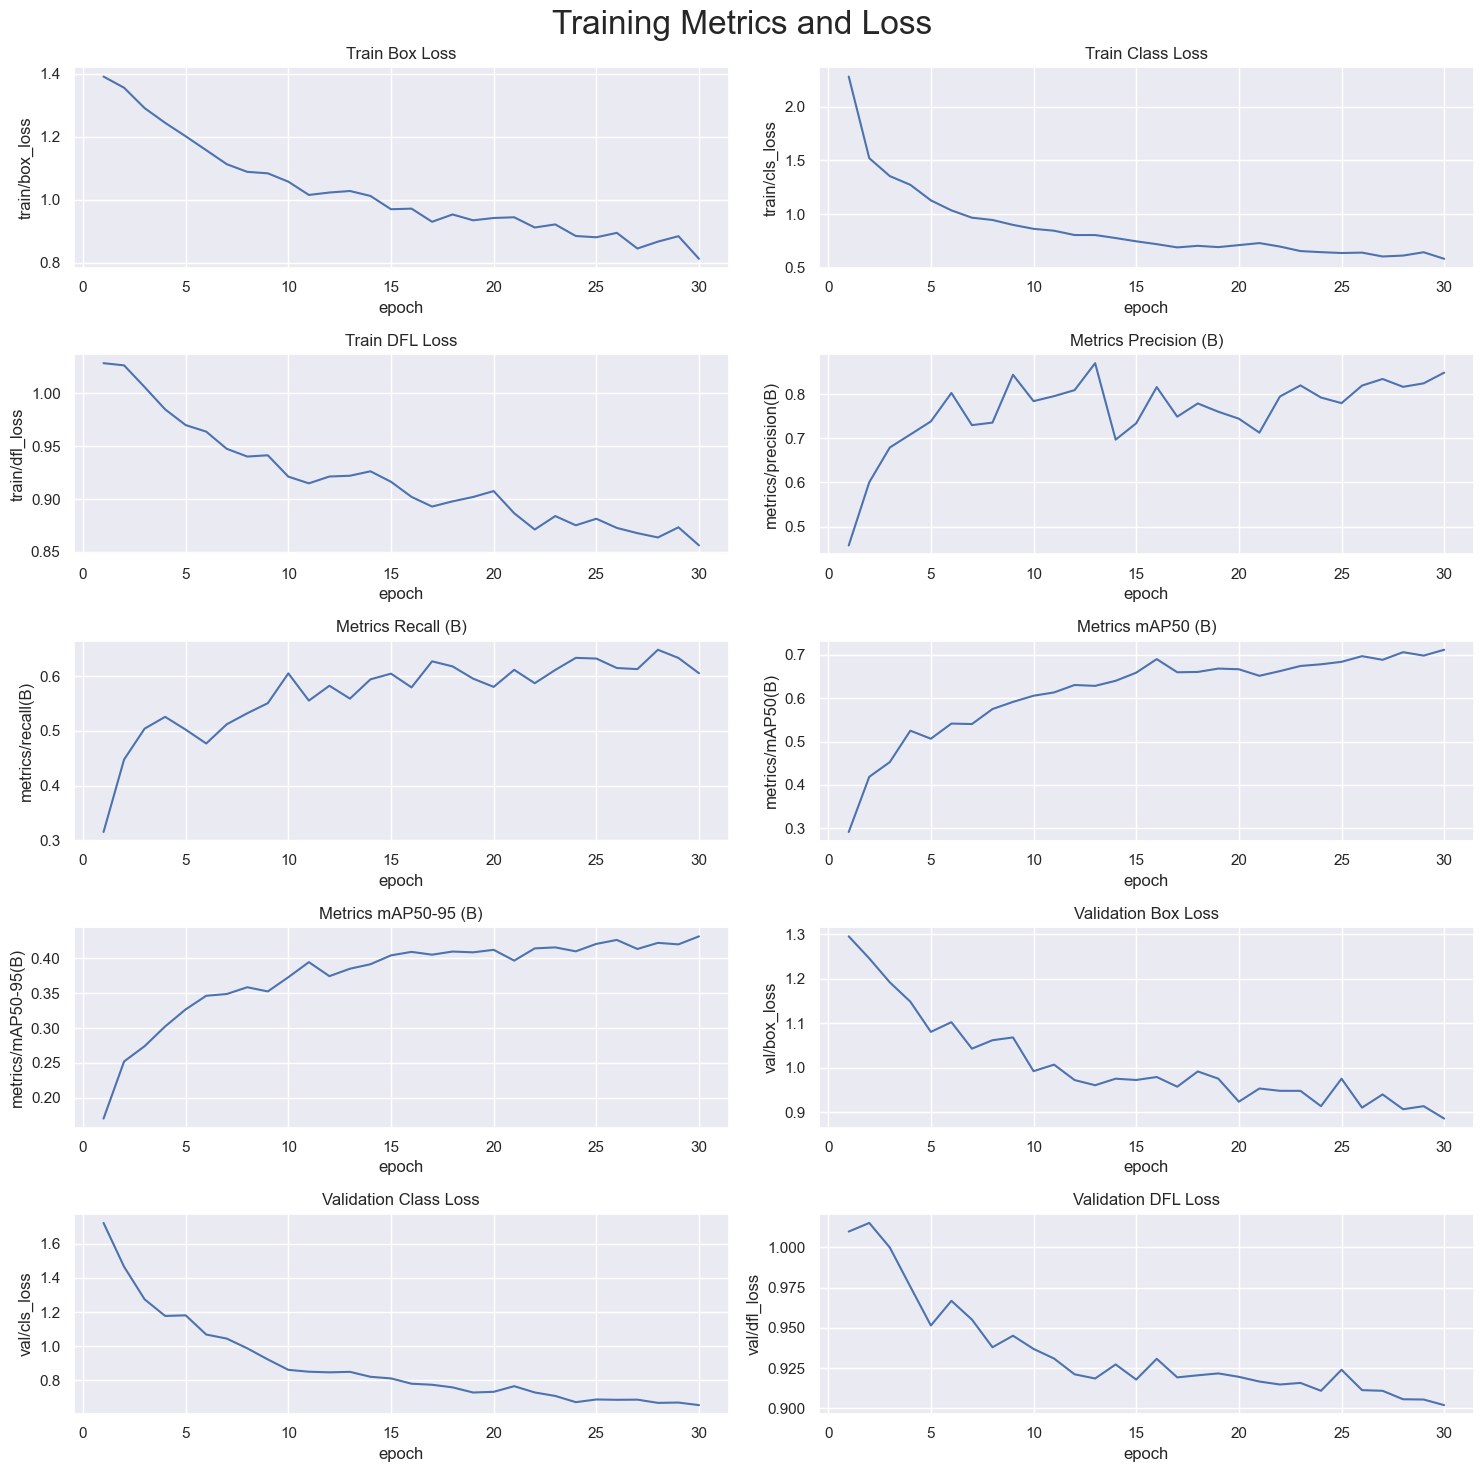 Training Metrics and Loss
Train Box Loss
train/box_loss
1.4
1.2
1.0
0.8
0 5 10 15 20 25 30
epoch
Train Class Loss
train/cls_loss
2.0
1.5
1.0
0.5
0 5 10 15 20 25 30
epoch
Train DFL Loss
train/dfl_loss
1.00
0.95
0.90
0.85
0 5 10 15 20 25 30
epoch
Metrics Precision (B)
metrics/precision(B)
0.8
0.7
0.6
0.5
0 5 10 15 20 25 30
epoch
Metrics Recall (B)
metrics/recall(B)
0.6
0.5
0.4
0.3
0 5 10 15 20 25 30
epoch
Metrics mAP50 (B)
metrics/mAP50(B)
0.7
0.6
0.5
0.4
0.3
0 5 10 15 20 25 30
epoch
Metrics mAP50-95 (B)
metrics/mAP50-95(B)
0.40
0.35
0.30
0.25
0.20
0 5 10 15 20 25 30
epoch
Validation Box Loss
val/box_loss
1.3
1.2
1.1
1.0
0.9
0 5 10 15 20 25 30
epoch
Validation Class Loss
val/cls_loss
1.6
1.4
1.2
1.0
0.8
0 5 10 15 20 25 30
epoch
Validation DFL Loss
val/dfl_loss
1.000
0.975
0.950
0.925
0.900
0 5 10 15 20 25 30
epoch